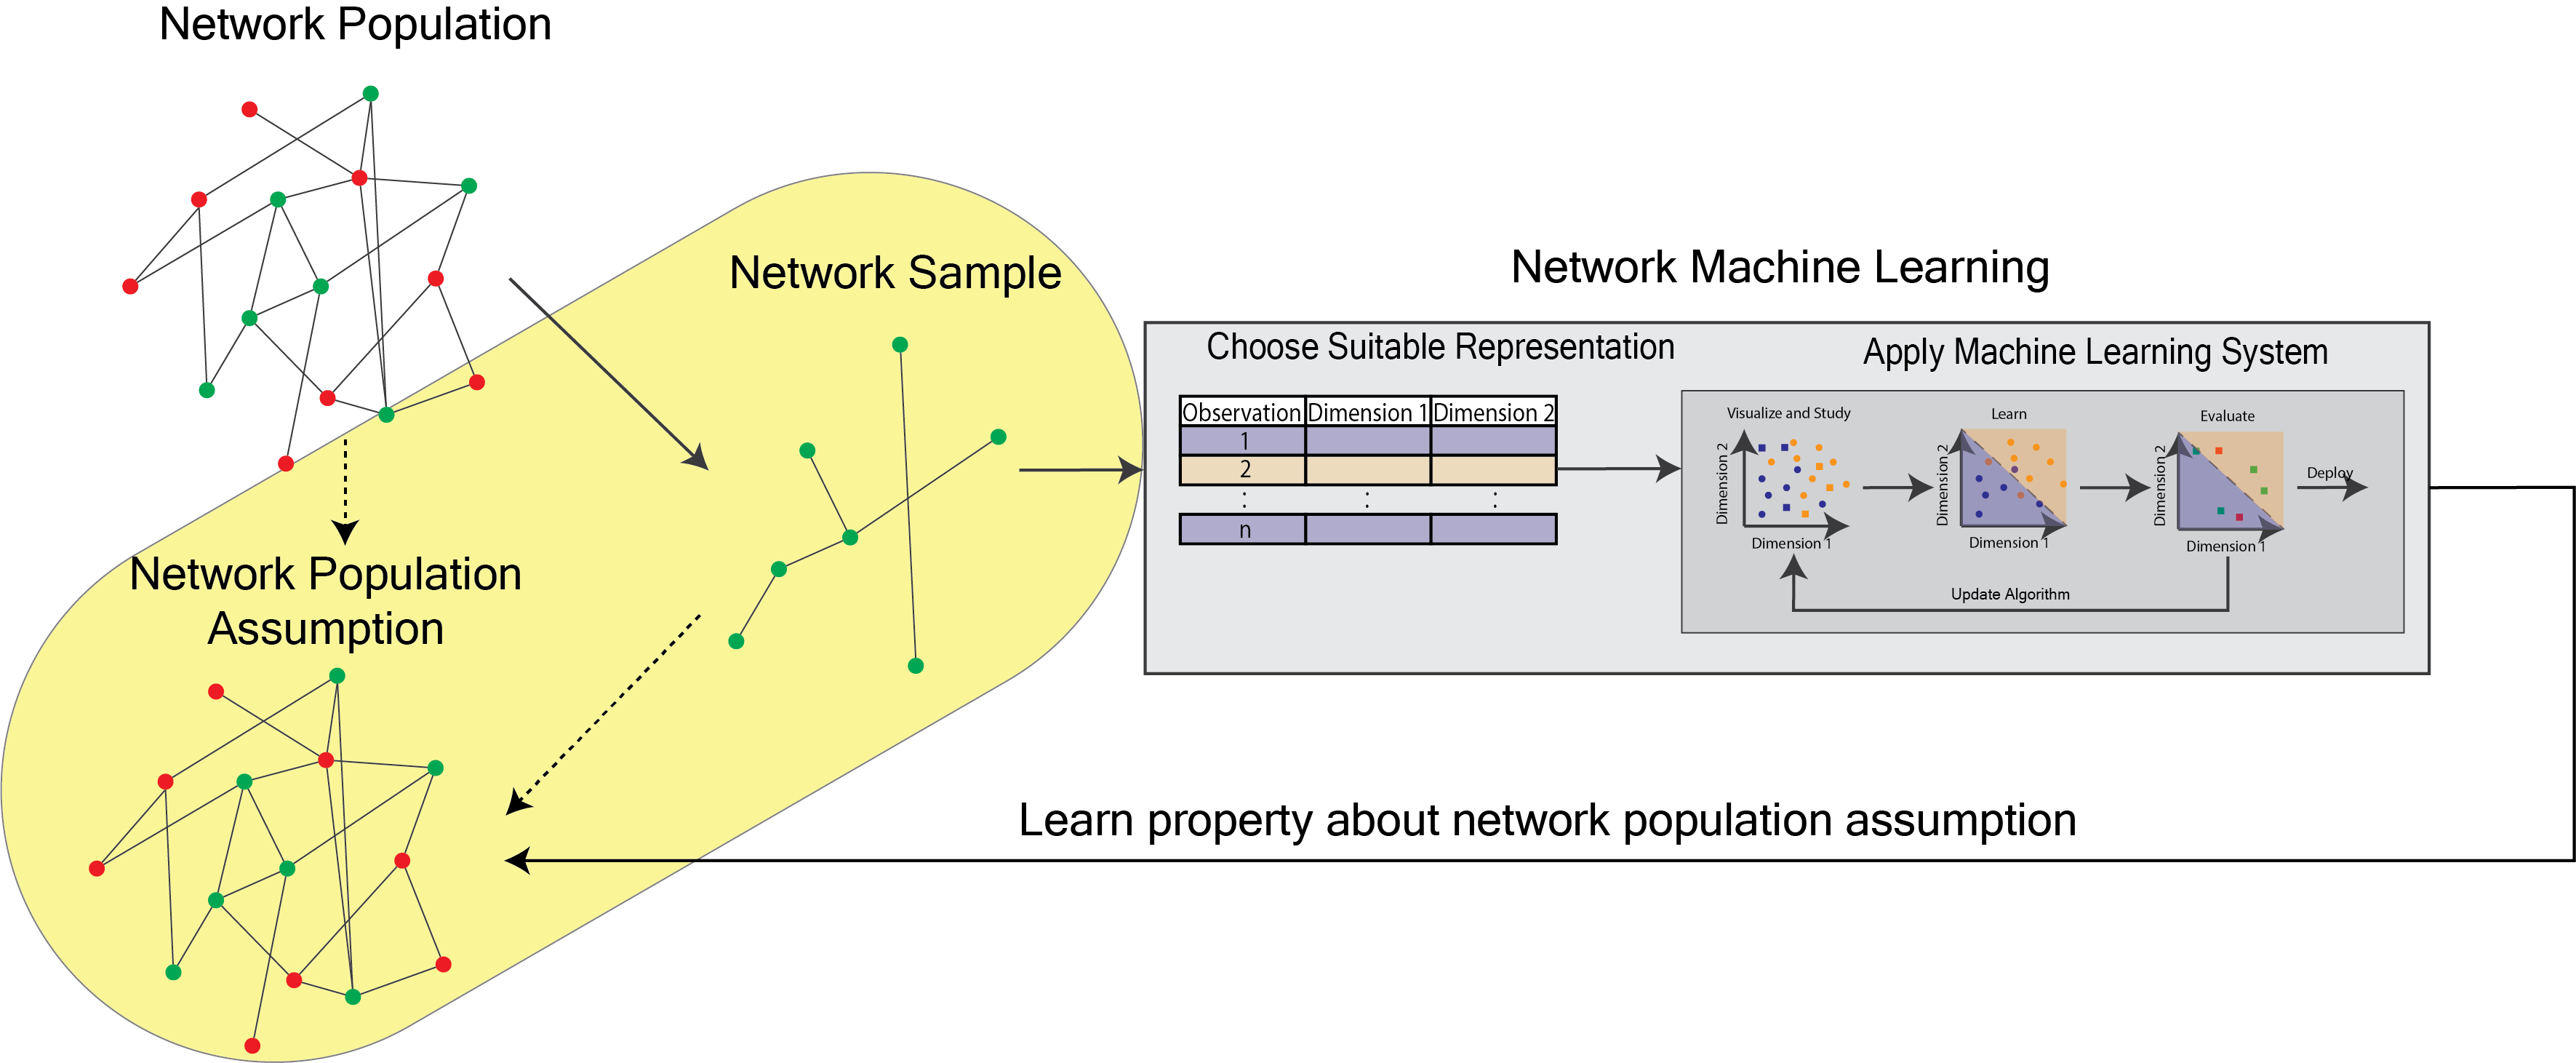 Network Population
Network Sample
Network Population
Assumption
Network Machine Learning
Choose Suitable Representation
Observation Dimension 1 Dimension 2
1
2
: : :
n
Apply Machine Learning System
Visualize and Study
Dimension 2
Dimension 1
Learn
Dimension 2
Dimension 1
Evaluate
Dimension 2
Dimension 1
Deploy
Update Algorithm
Learn property about network population assumption